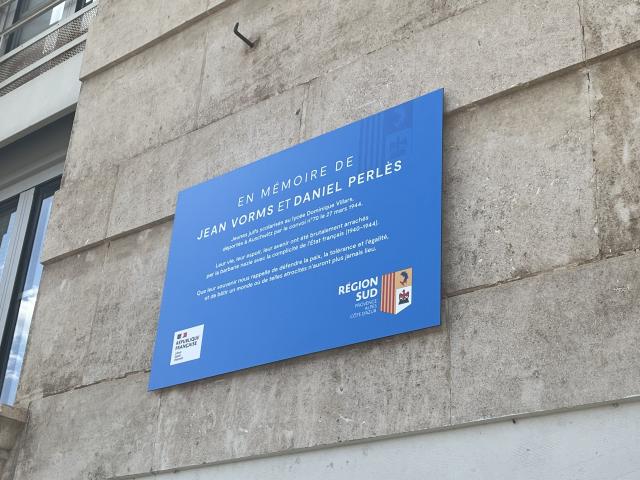 EN MÉMOIRE DE
JEAN VORMS ET DANIEL PERLÈS
Jeunes juifs scolarisés au lycée Dominique Villars,
déportés à Auschwitz par le convoi n°70 le 27 mars 1944.
Leur vie, leur espoir, leur avenir ont été brutalement arrachés
par la barbarie nazie avec la complicité de l'État français (1940-1944).
Que leur souvenir nous rappelle de défendre la paix, la tolérance et l'égalité,
et de bâtir un monde où de telles atrocités n'auront plus jamais lieu.
RÉGION
SUD
PROVENCE
ALPES
CÔTE D'AZUR
RÉPUBLIQUE
FRANÇAISE